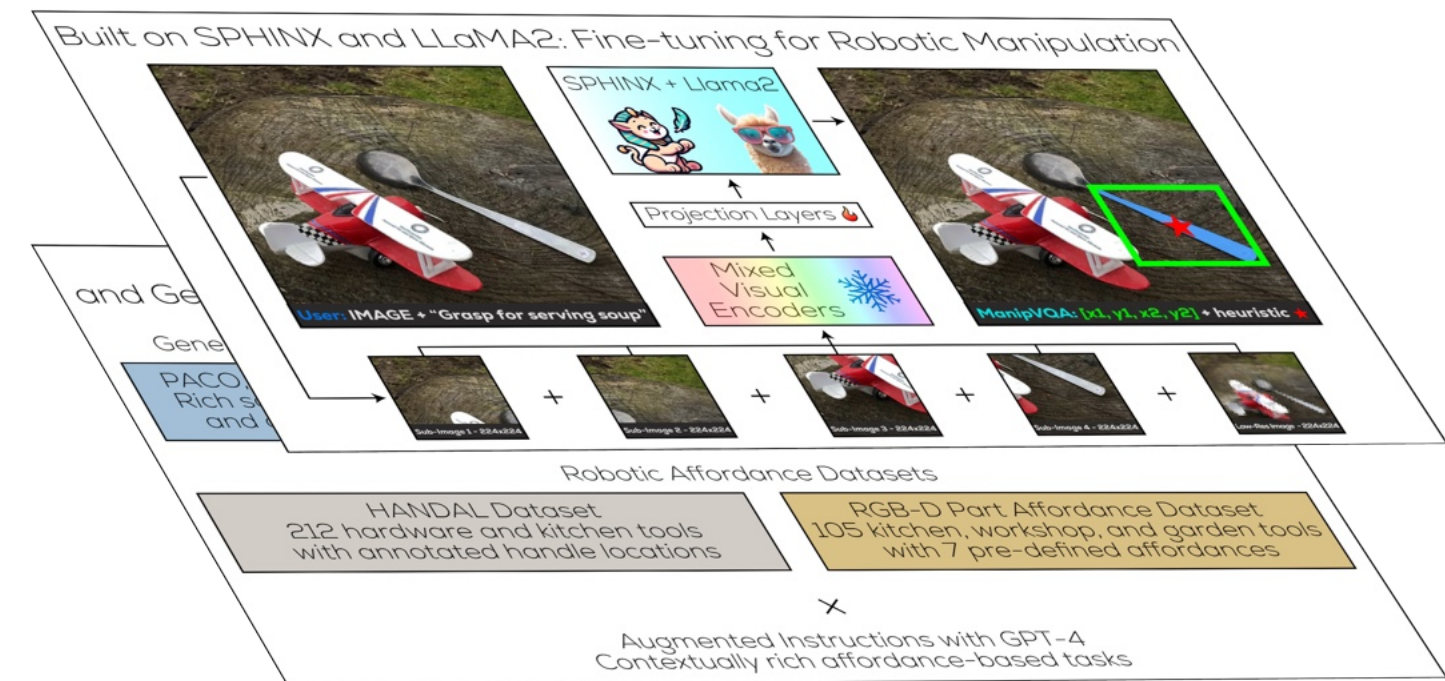 Built on SPHINX and LLaMA2: Fine-tuning for Robotic Manipulation
SPHINX + Llama2
Projection Layers
Mixed
Visual
Encoders
User: IMAGE + “Grasp for serving soup”
ManipVQA: [x1, y1, x2, y2] + heuristic
+
+
+
+
Sub-Image 1 - 224x224
Sub-Image 2 - 224x224
Sub-Image 3 - 224x224
Sub-Image 4 - 224x224
Low-Res Image - 224x224
and
PACO,
Rich
and
Robotic Affordance Datasets
HANDAL Dataset
212 hardware and kitchen tools
with annotated handle locations
RGB-D Part Affordance Dataset
105 kitchen, workshop, and garden tools
with 7 pre-defined affordances
×
Augmented Instructions with GPT-4
Contextually rich affordance-based tasks